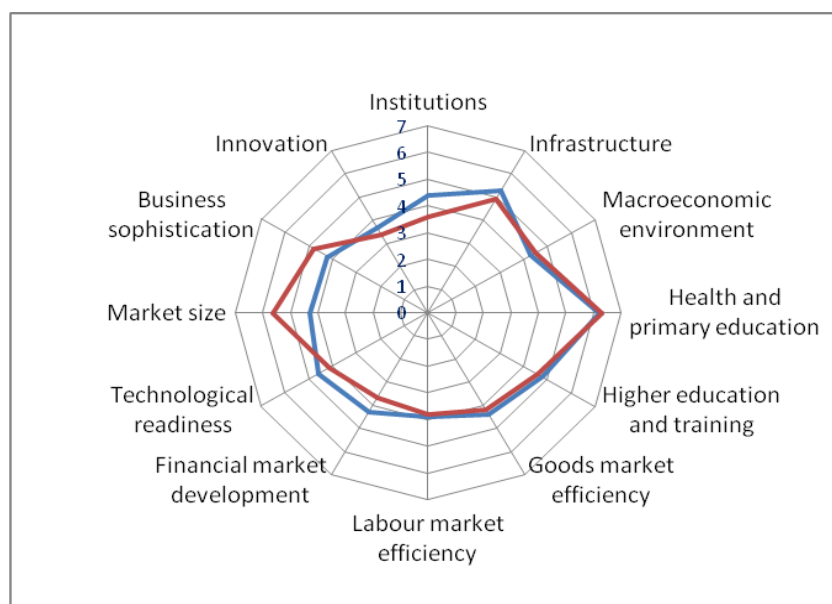 Institutions
7
6
5
4
3
2
1
0
Infrastructure
Macroeconomic
environment
Health and
primary education
Higher education
and training
Goods market
efficiency
Labour market
efficiency
Financial market
development
Technological
readiness
Market size
Business
sophistication
Innovation